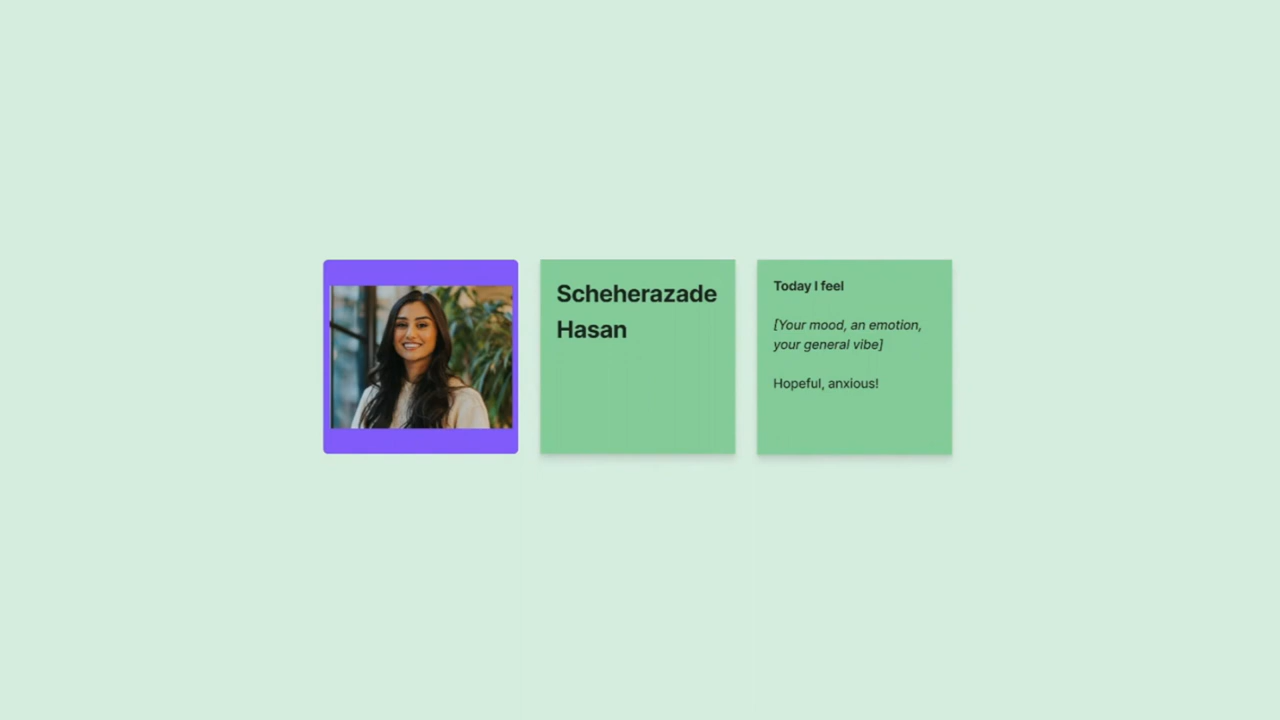 Scheherazade
Hasan
Today I feel
[Your mood, an emotion,
your general vibe]
Hopeful, anxious!